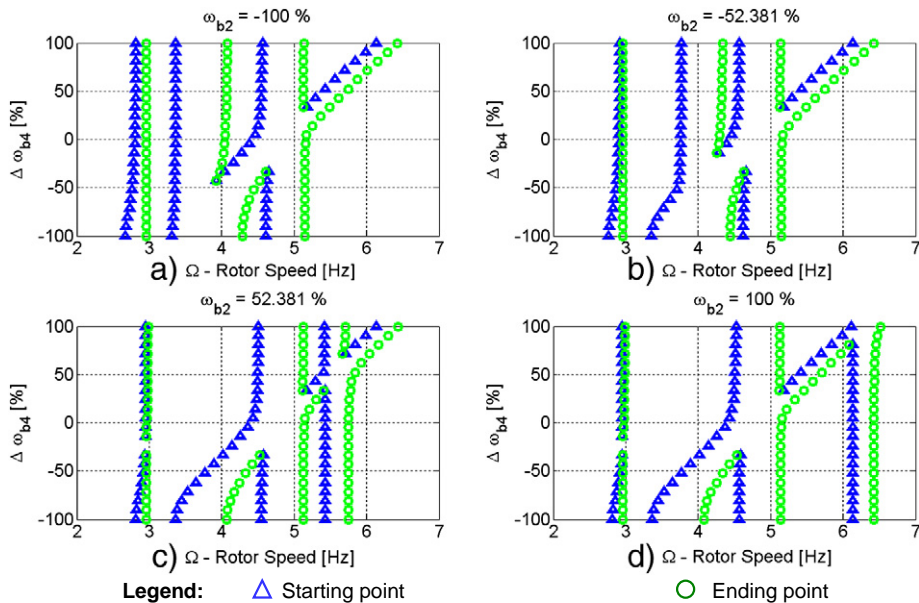 ω_b2 = -100 %
Δ ω_b4 [%]
100
50
0
-50
-100
2 3 4 5 6 7
a) Ω - Rotor Speed [Hz]
ω_b2 = -52.381 %
Δ ω_b4 [%]
100
50
0
-50
-100
2 3 4 5 6 7
b) Ω - Rotor Speed [Hz]
ω_b2 = 52.381 %
Δ ω_b4 [%]
100
50
0
-50
-100
2 3 4 5 6 7
c) Ω - Rotor Speed [Hz]
ω_b2 = 100 %
Δ ω_b4 [%]
100
50
0
-50
-100
2 3 4 5 6 7
d) Ω - Rotor Speed [Hz]
Legend: Starting point Ending point